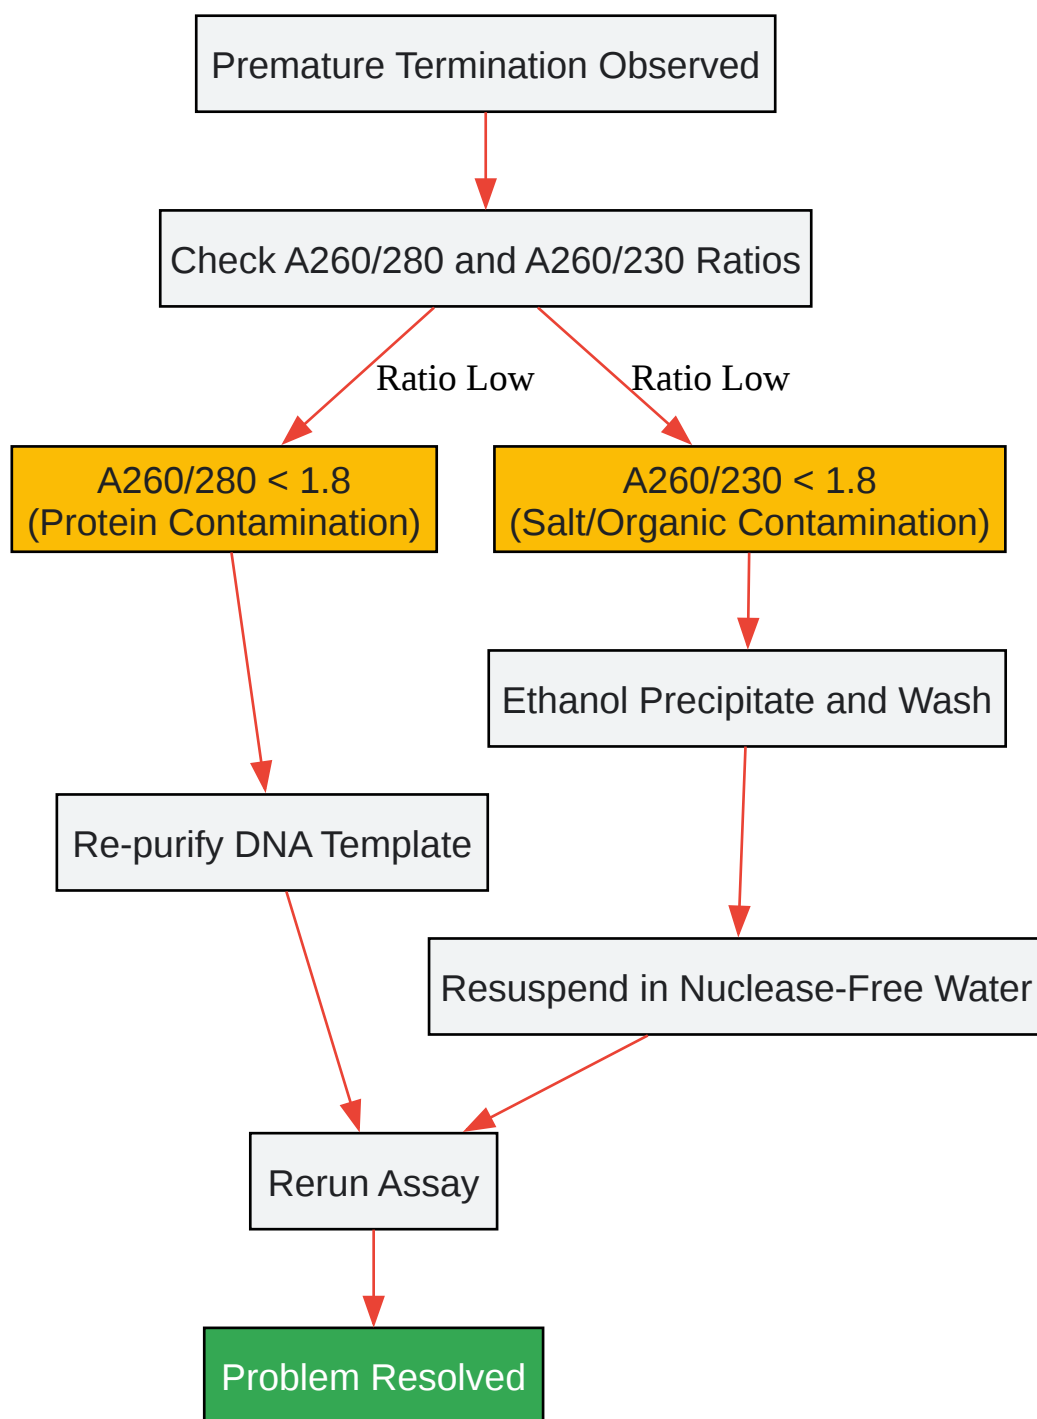 Premature Termination Observed
Check A260/280 and A260/230 Ratios
Ratio Low
Ratio Low
A260/280 < 1.8
(Protein Contamination)
A260/230 < 1.8
(Salt/Organic Contamination)
Ethanol Precipitate and Wash
Re-purify DNA Template
Resuspend in Nuclease-Free Water
Rerun Assay
Problem Resolved